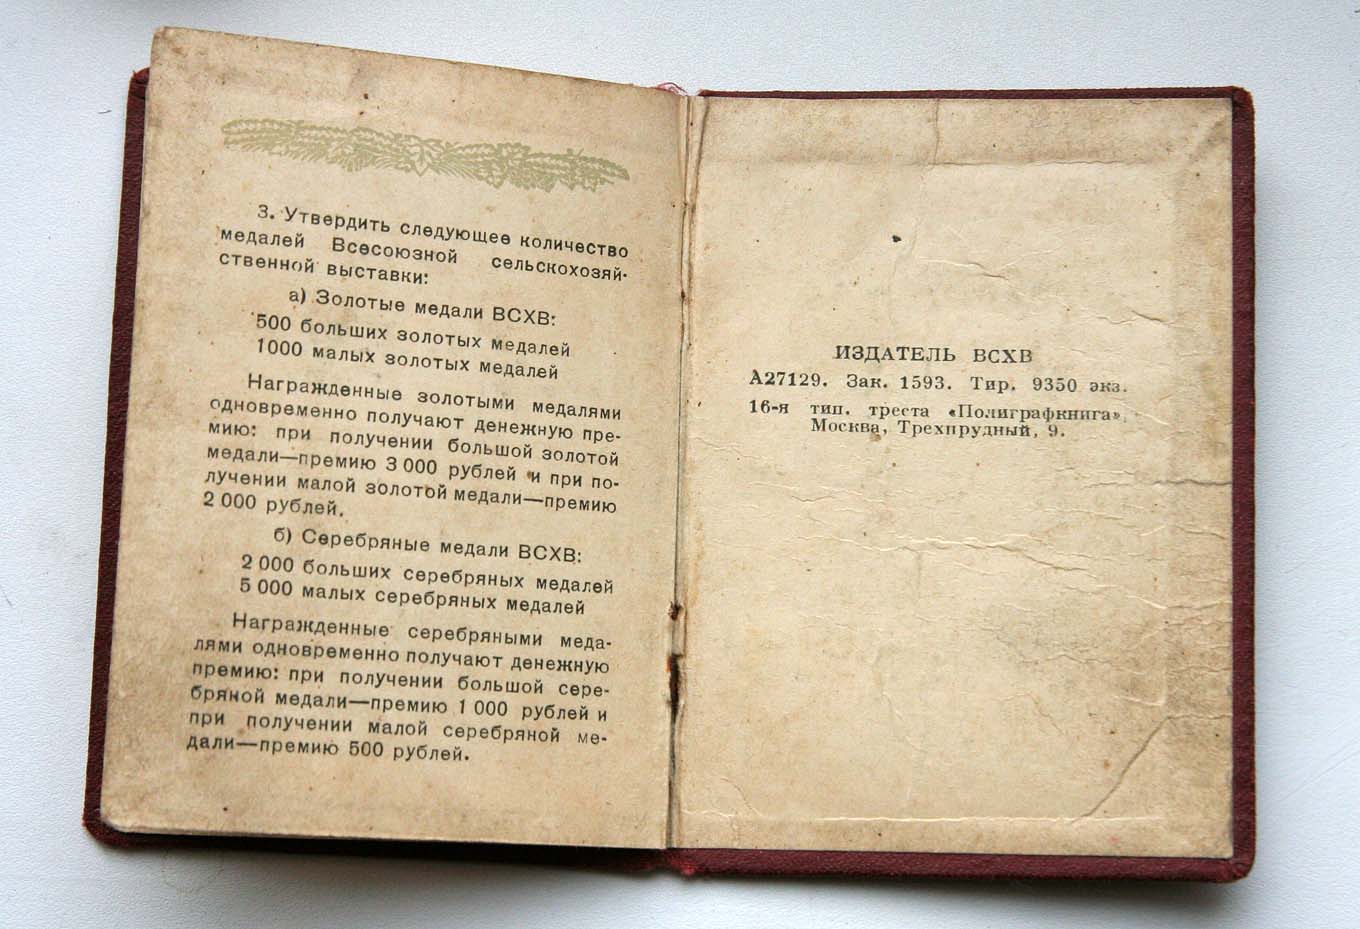 3. Утвердить следующее количество
медалей Всесоюзной сельскохозяй-
ственной выставки:
а) Золотые медали ВСХВ:
500 больших золотых медалей
1000 малых золотых медалей
Награжденные золотыми медалями
одновременно получают денежную пре-
мию: при получении большой золотой
медали—премию 3 000 рублей и при по-
лучении малой золотой медали—премию
2 000 рублей.
б) Серебряные медали ВСХВ:
2 000 больших серебряных медалей
5 000 малых серебряных медалей
Награжденные серебряными меда-
лями одновременно получают денежную
премию: при получении большой сере-
бряной медали—премию 1 000 рублей и
при получении малой серебряной ме-
дали—премию 500 рублей.
ИЗДАТЕЛЬ ВСХВ
А27129. Зак. 1593. Тир. 9350 экз.
16-я тип. треста «Полиграфкнига»,
Москва, Трехпрудный, 9.